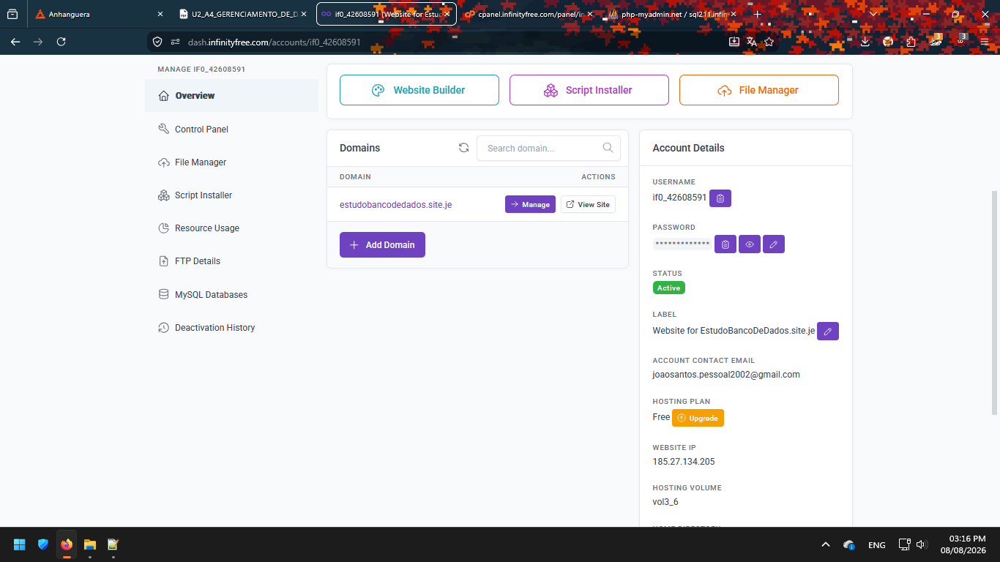 Anhanguera
U2_A4_GERENCIAMENTO_DE_D
if0_42608591 (Website for Estu
cpanel.infinityfree.com/panel/in
php-myadmin.net / sql211.infin
dash.infinityfree.com/accounts/if0_42608591
3
3
MANAGE IF0_42608591
Overview
Control Panel
File Manager
Script Installer
Resource Usage
FTP Details
MySQL Databases
Deactivation History
Website Builder
Script Installer
File Manager
Domains
Search domain...
DOMAIN
ACTIONS
estudobancodedados.site.je
Manage
View Site
Add Domain
Account Details
USERNAME
if0_42608591
PASSWORD
*************
STATUS
Active
LABEL
Website for EstudoBancoDeDados.site.je
ACCOUNT CONTACT EMAIL
joaosantos.pessoal2002@gmail.com
HOSTING PLAN
Free
Upgrade
WEBSITE IP
185.27.134.205
HOSTING VOLUME
vol3_6
ENG
03:16 PM
08/08/2026